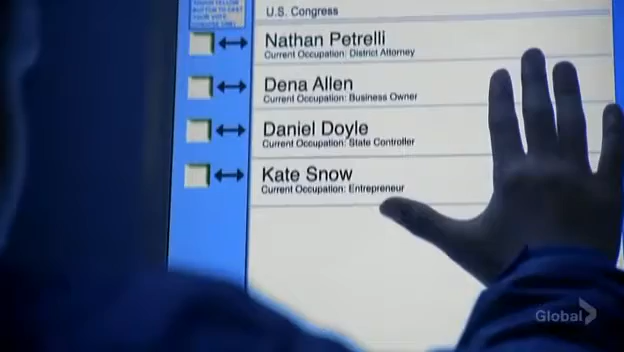 U.S. Congress
Nathan Petrelli
Current Occupation: District Attorney
Dena Allen
Current Occupation: Business Owner
Daniel Doyle
Current Occupation: State Controller
Kate Snow
Current Occupation: Entrepreneur
Global